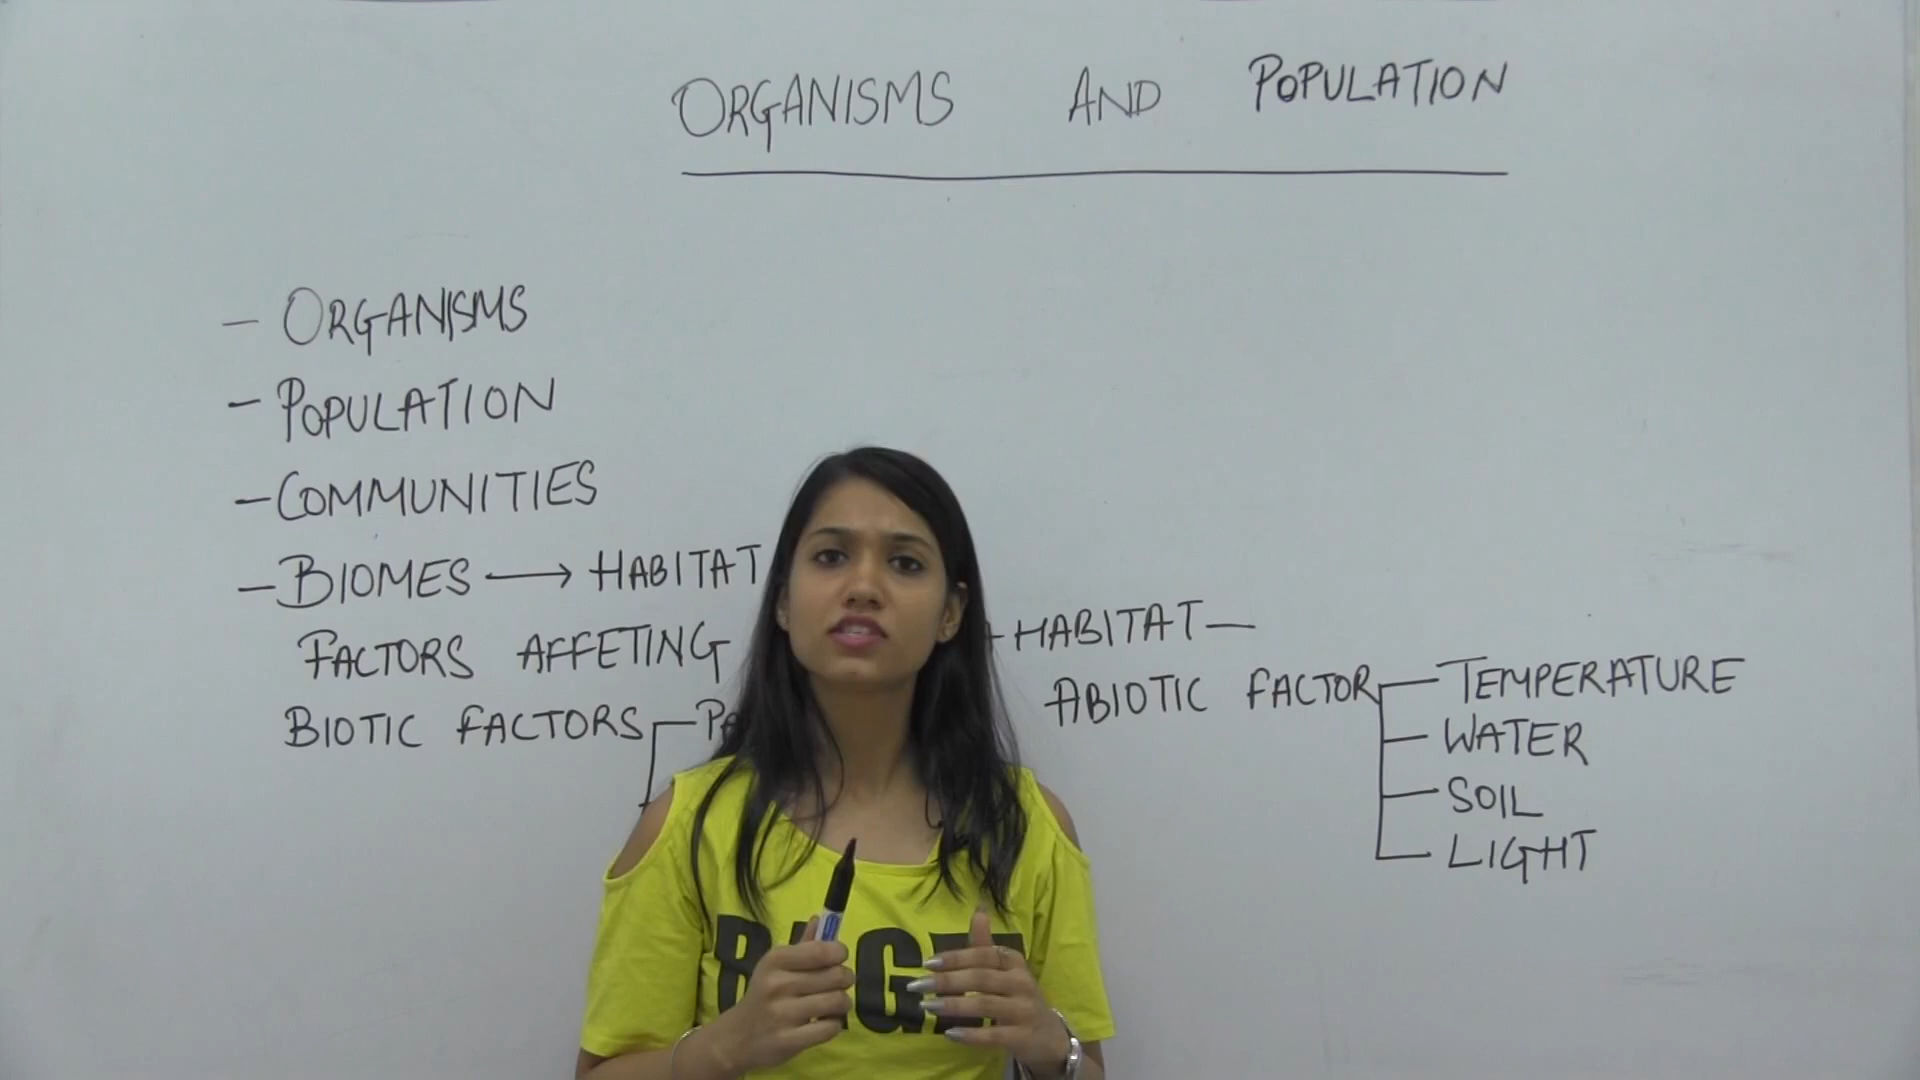 ORGANISMS AND POPULATION
— ORGANISMS
— POPULATION
— COMMUNITIES
— BIOMES → HABITAT
FACTORS AFFETING HABITAT —
BIOTIC FACTORS
ABIOTIC FACTOR
TEMPERATURE
WATER
SOIL
LIGHT